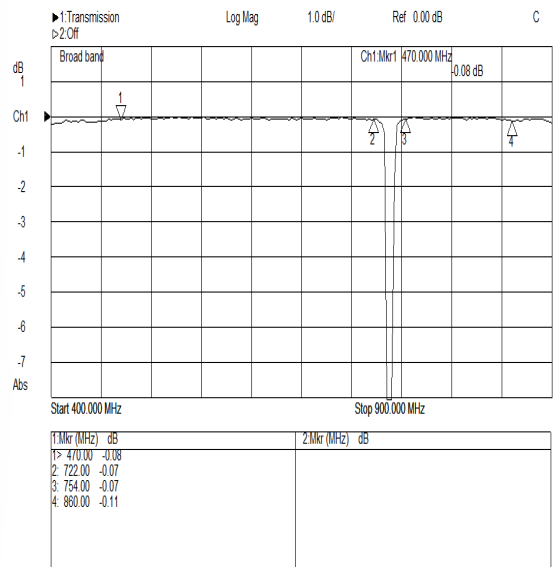 ▶1:Transmission Log Mag 1.0 dB/ Ref 0.00 dB C
▷2:Off
Broad band Ch1:Mkr1 470.000 MHz
dB -0.08 dB
1
1
Ch1 ▶
2 3 4
-1
-2
-3
-4
-5
-6
-7
Abs
Start 400.000 MHz Stop 900.000 MHz
1:Mkr (MHz) dB 2:Mkr (MHz) dB
1> 470.00 -0.08
2: 722.00 -0.07
3: 754.00 -0.07
4: 860.00 -0.11